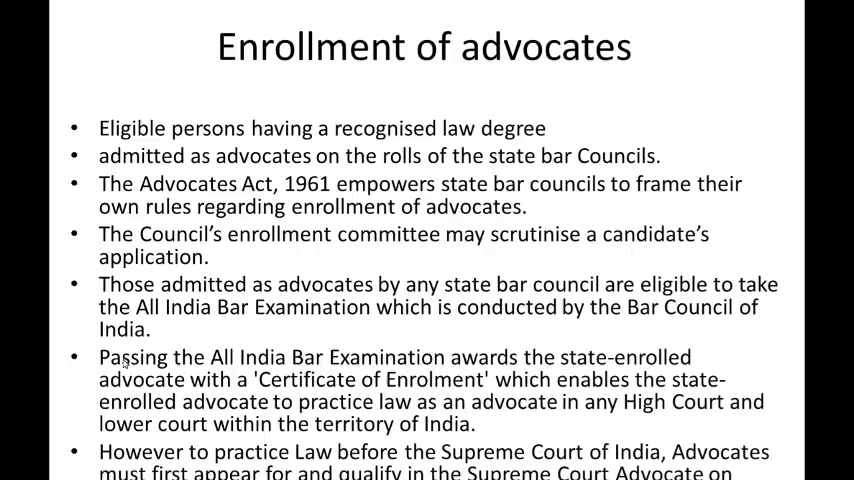 Enrollment of advocates
• Eligible persons having a recognised law degree
• admitted as advocates on the rolls of the state bar Councils.
• The Advocates Act, 1961 empowers state bar councils to frame their
own rules regarding enrollment of advocates.
• The Council’s enrollment committee may scrutinise a candidate’s
application.
• Those admitted as advocates by any state bar council are eligible to take
the All India Bar Examination which is conducted by the Bar Council of
India.
• Passing the All India Bar Examination awards the state-enrolled
advocate with a 'Certificate of Enrolment' which enables the state-
enrolled advocate to practice law as an advocate in any High Court and
lower court within the territory of India.
• However to practice Law before the Supreme Court of India, Advocates
must first appear for and qualify in the Supreme Court Advocate on